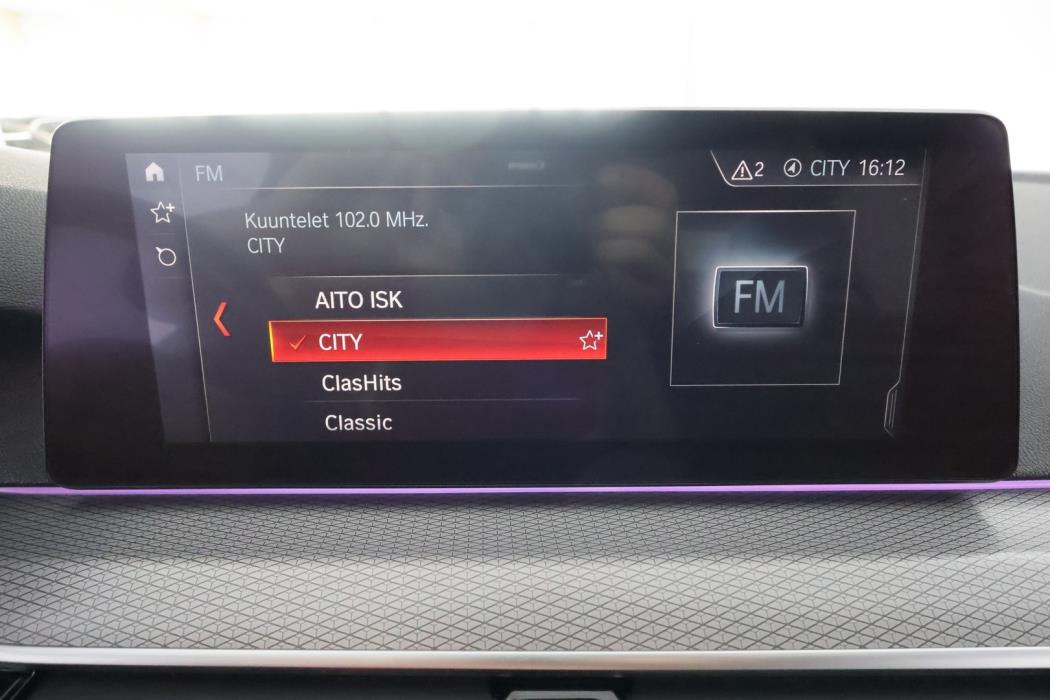 FM
2 CITY 16:12
Kuuntelet 102.0 MHz.
CITY
AITO ISK
CITY
ClasHits
Classic
FM